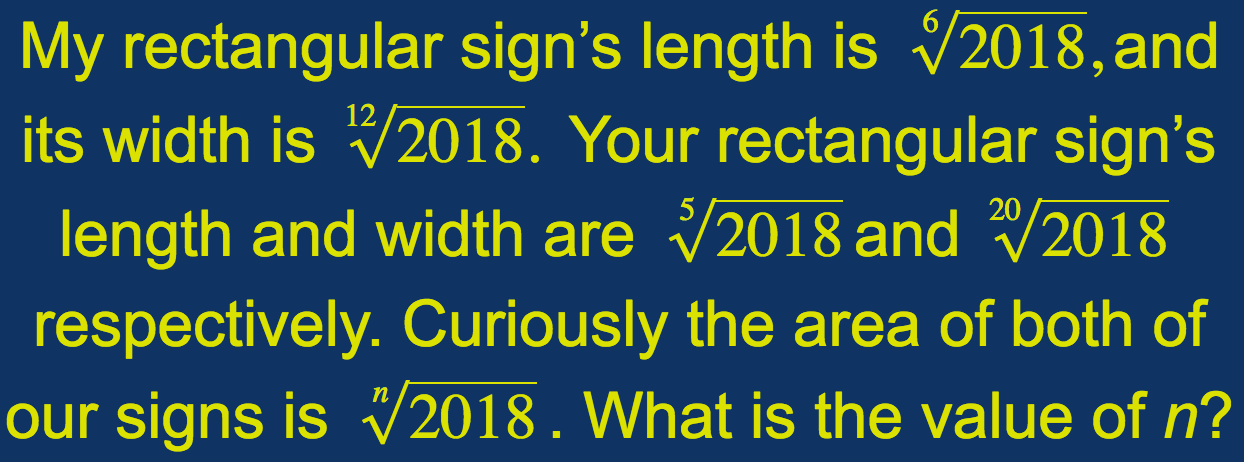 My rectangular sign’s length is $\sqrt[6]{2018}$, and
its width is $\sqrt[12]{2018}$. Your rectangular sign’s
length and width are $\sqrt[5]{2018}$ and $\sqrt[20]{2018}$
respectively. Curiously the area of both of
our signs is $\sqrt[n]{2018}$. What is the value of n?